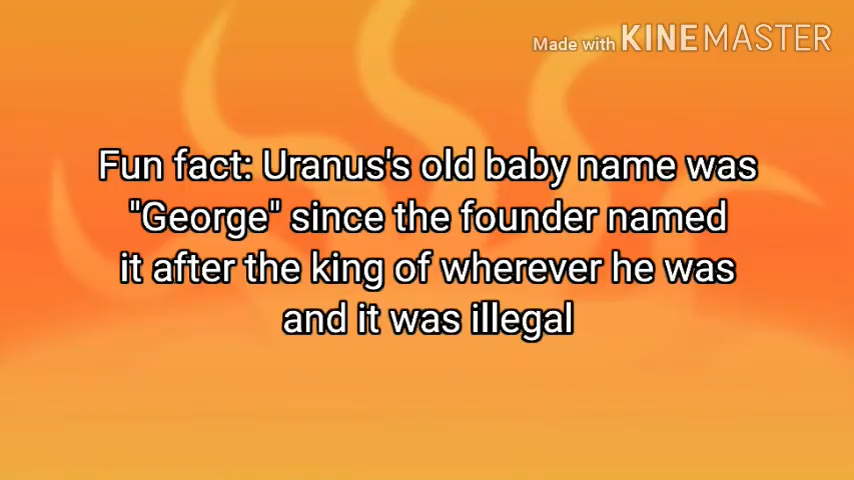 Made with KINEMASTER
Fun fact: Uranus's old baby name was
"George" since the founder named
it after the king of wherever he was
and it was illegal